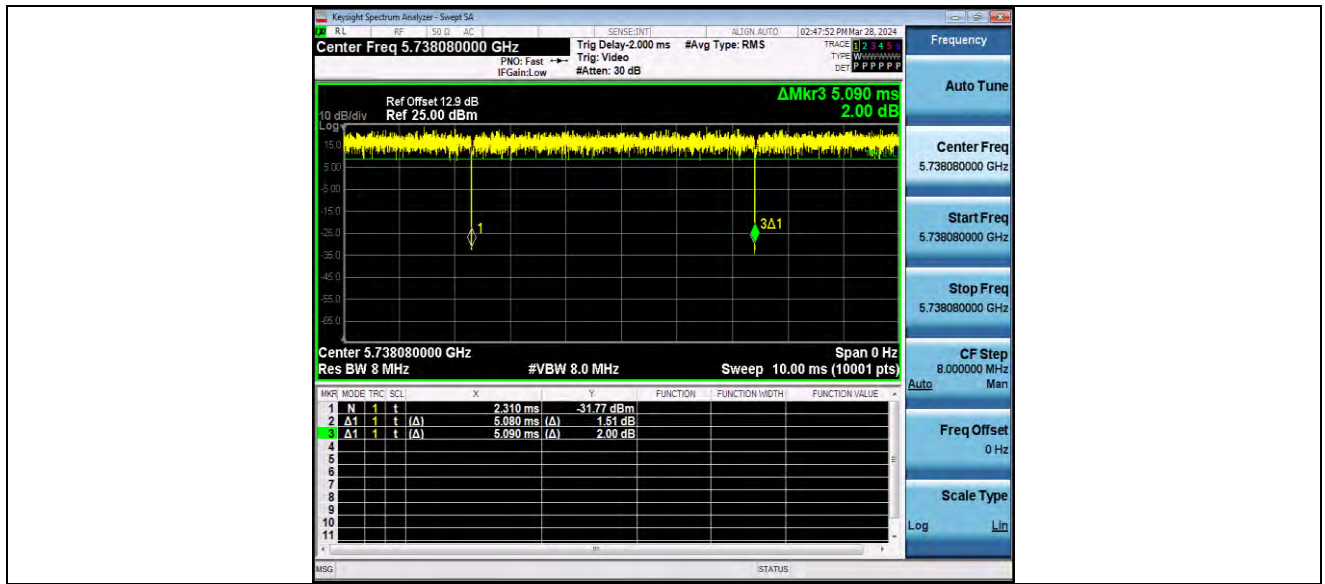 Keysight Spectrum Analyzer - Swept SA
RL RF 50 Ω AC SENSE:INT ALIGN AUTO 02:47:52 PM Mar 28, 2024
Center Freq 5.738080000 GHz
PNO: Fast
IFGain:Low
Trig Delay-2.000 ms
Trig: Video
#Atten: 30 dB
#Avg Type: RMS
TRACE 1 2 3 4 5 6
TYPE W
DET P P P P P P
Frequency
Auto Tune
Center Freq
5.738080000 GHz
Start Freq
5.738080000 GHz
Stop Freq
5.738080000 GHz
CF Step
8.000000 MHz
Auto Man
Freq Offset
0 Hz
Scale Type
Log Lin
ΔMkr3 5.090 ms
2.00 dB
Ref Offset 12.9 dB
10 dB/div Ref 25.00 dBm
Log
15.0
5.00
-5.00
-15.0
-25.0
-35.0
-45.0
-55.0
-65.0
1
3Δ1
Center 5.738080000 GHz Span 0 Hz
Res BW 8 MHz #VBW 8.0 MHz Sweep 10.00 ms (10001 pts)
MKR MODE TRC SCL X Y FUNCTION FUNCTION WIDTH FUNCTION VALUE
1 N 1 t 2.310 ms -31.77 dBm
2 Δ1 1 t (Δ) 5.080 ms (Δ) 1.51 dB
3 Δ1 1 t (Δ) 5.090 ms (Δ) 2.00 dB
4
5
6
7
8
9
10
11
MSG STATUS